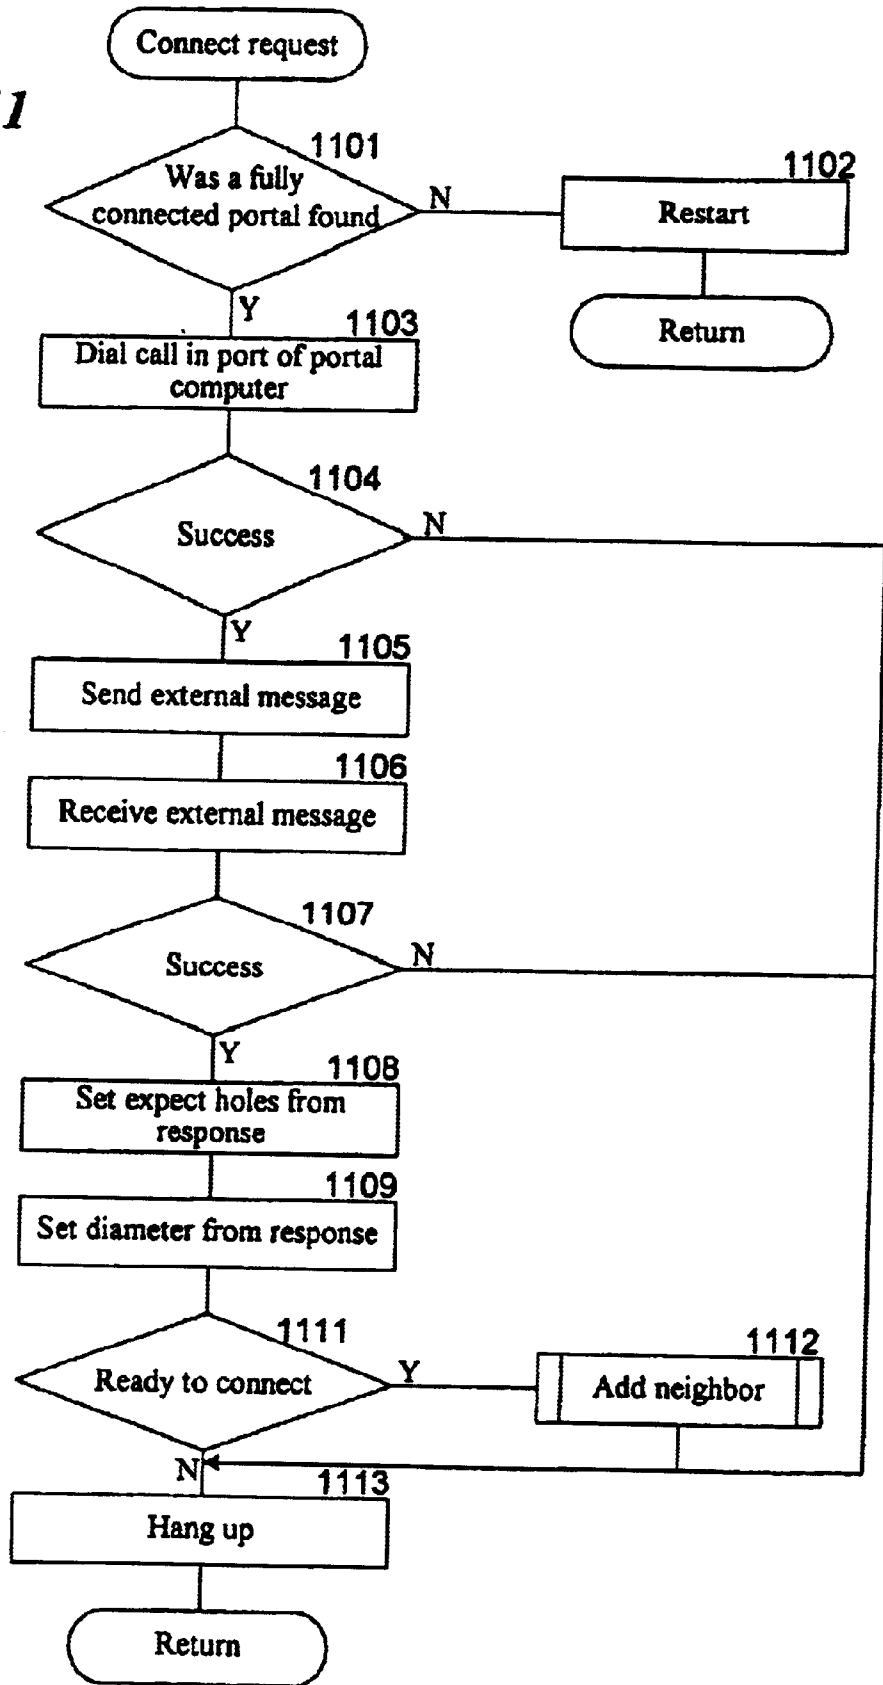 Connect request
11
1101
Was a fully
connected portal found
N
1102
Restart
Return
Y
1103
Dial call in port of portal
computer
1104
Success
N
Y
1105
Send external message
1106
Receive external message
1107
Success
N
Y
1108
Set expect holes from
response
1109
Set diameter from response
1111
Ready to connect
Y
1112
Add neighbor
N
1113
Hang up
Return